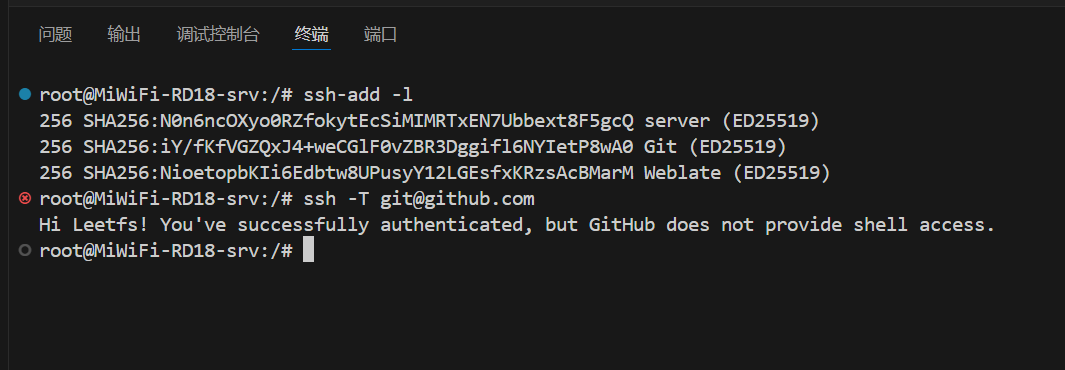 问题 输出 调试控制台 终端 端口
root@MiWiFi-RD18-srv:/# ssh-add -l
256 SHA256:N0n6ncOXyo0RZfokytEcSiMIMRTxEN7Ubbext8F5gcQ server (ED25519)
256 SHA256:iY/fKfVGZQxJ4+weCGlF0vZBR3Dggifl6NYIetP8wA0 Git (ED25519)
256 SHA256:NioetopbKIi6Edbtw8UPusyY12LGEsfxKRzsAcBMarM Weblate (ED25519)
root@MiWiFi-RD18-srv:/# ssh -T git@github.com
Hi Leetfs! You've successfully authenticated, but GitHub does not provide shell access.
root@MiWiFi-RD18-srv:/#